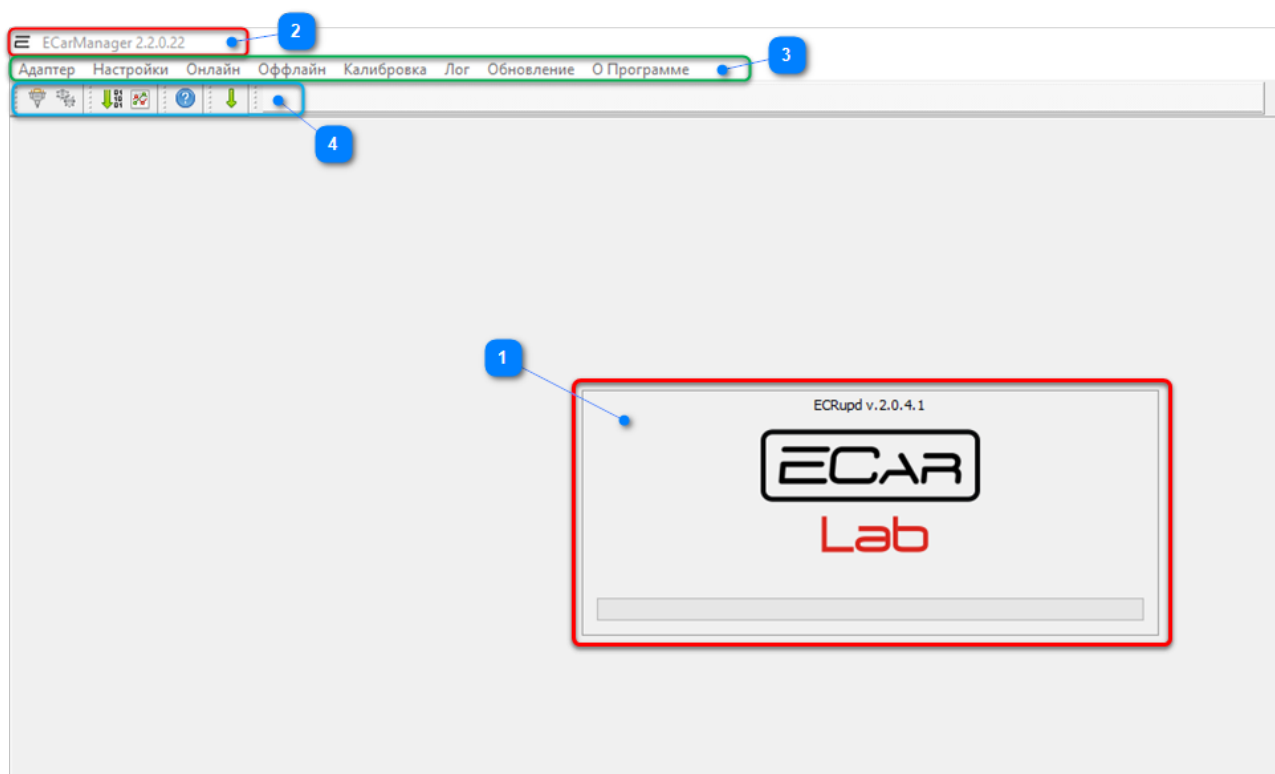 2
ECarManager 2.2.0.22
3
Адаптер Настройки Онлайн Оффлайн Калибровка Лог Обновление О Программе
4
1
ECRupd v.2.0.4.1
ECAR
Lab